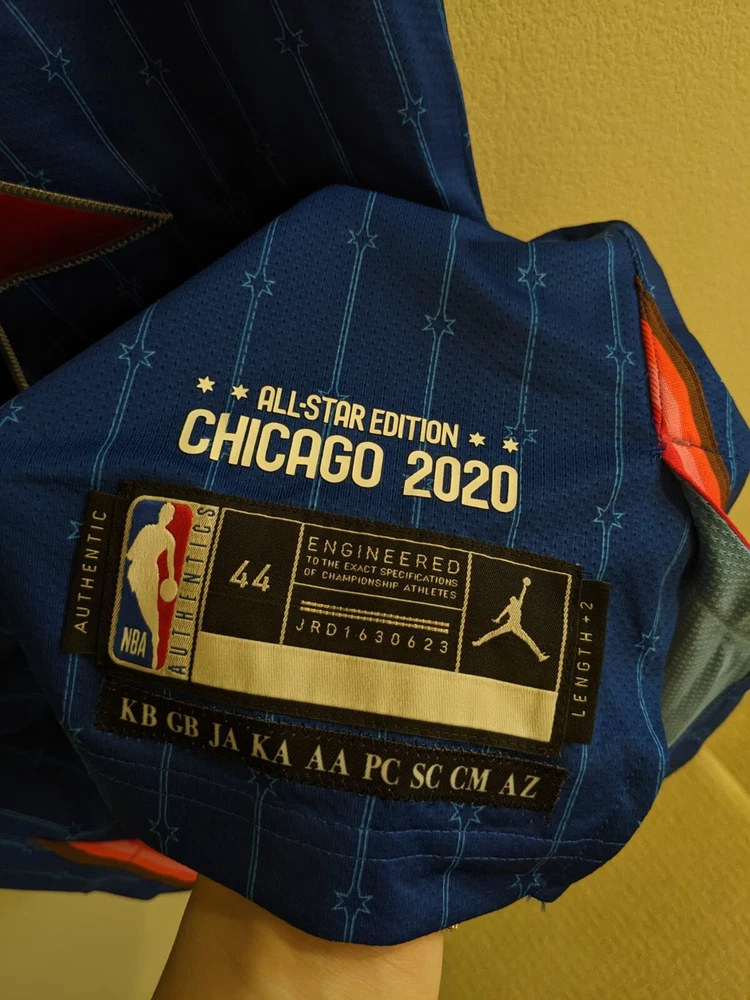 ALL-STAR EDITION
CHICAGO 2020
AUTHENTIC
NBA
AUTHENTICS
44
ENGINEERED
TO THE EXACT SPECIFICATIONS
OF CHAMPIONSHIP ATHLETES
JRD1630623
LENGTH +2
KB GB JA KA AA PC SC CM AZ